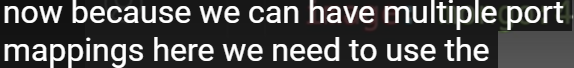 now because we can have multiple port
mappings here we need to use the